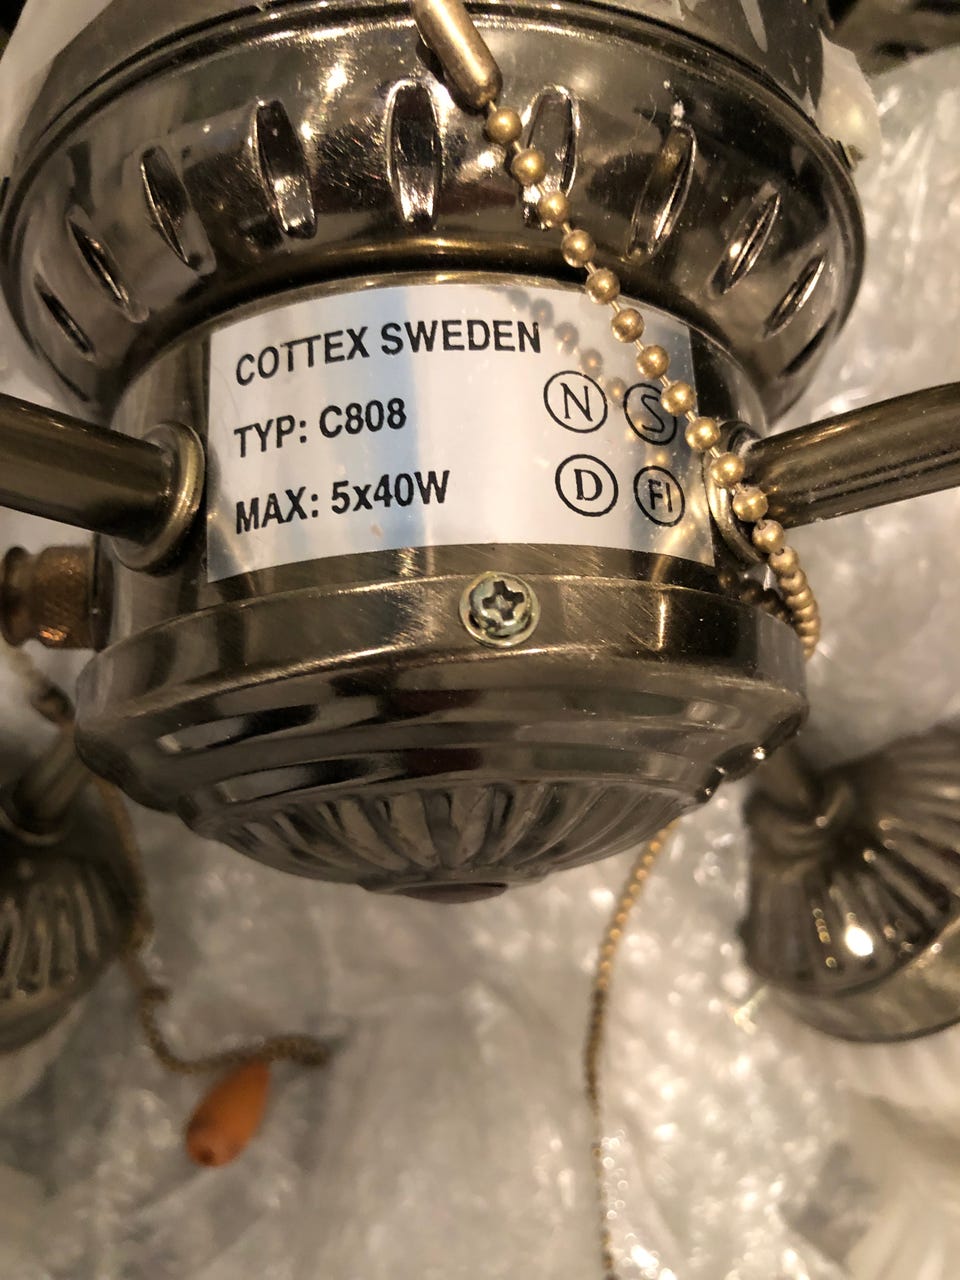 COTTEX SWEDEN
TYP: C808 N S
MAX: 5x40W D FI